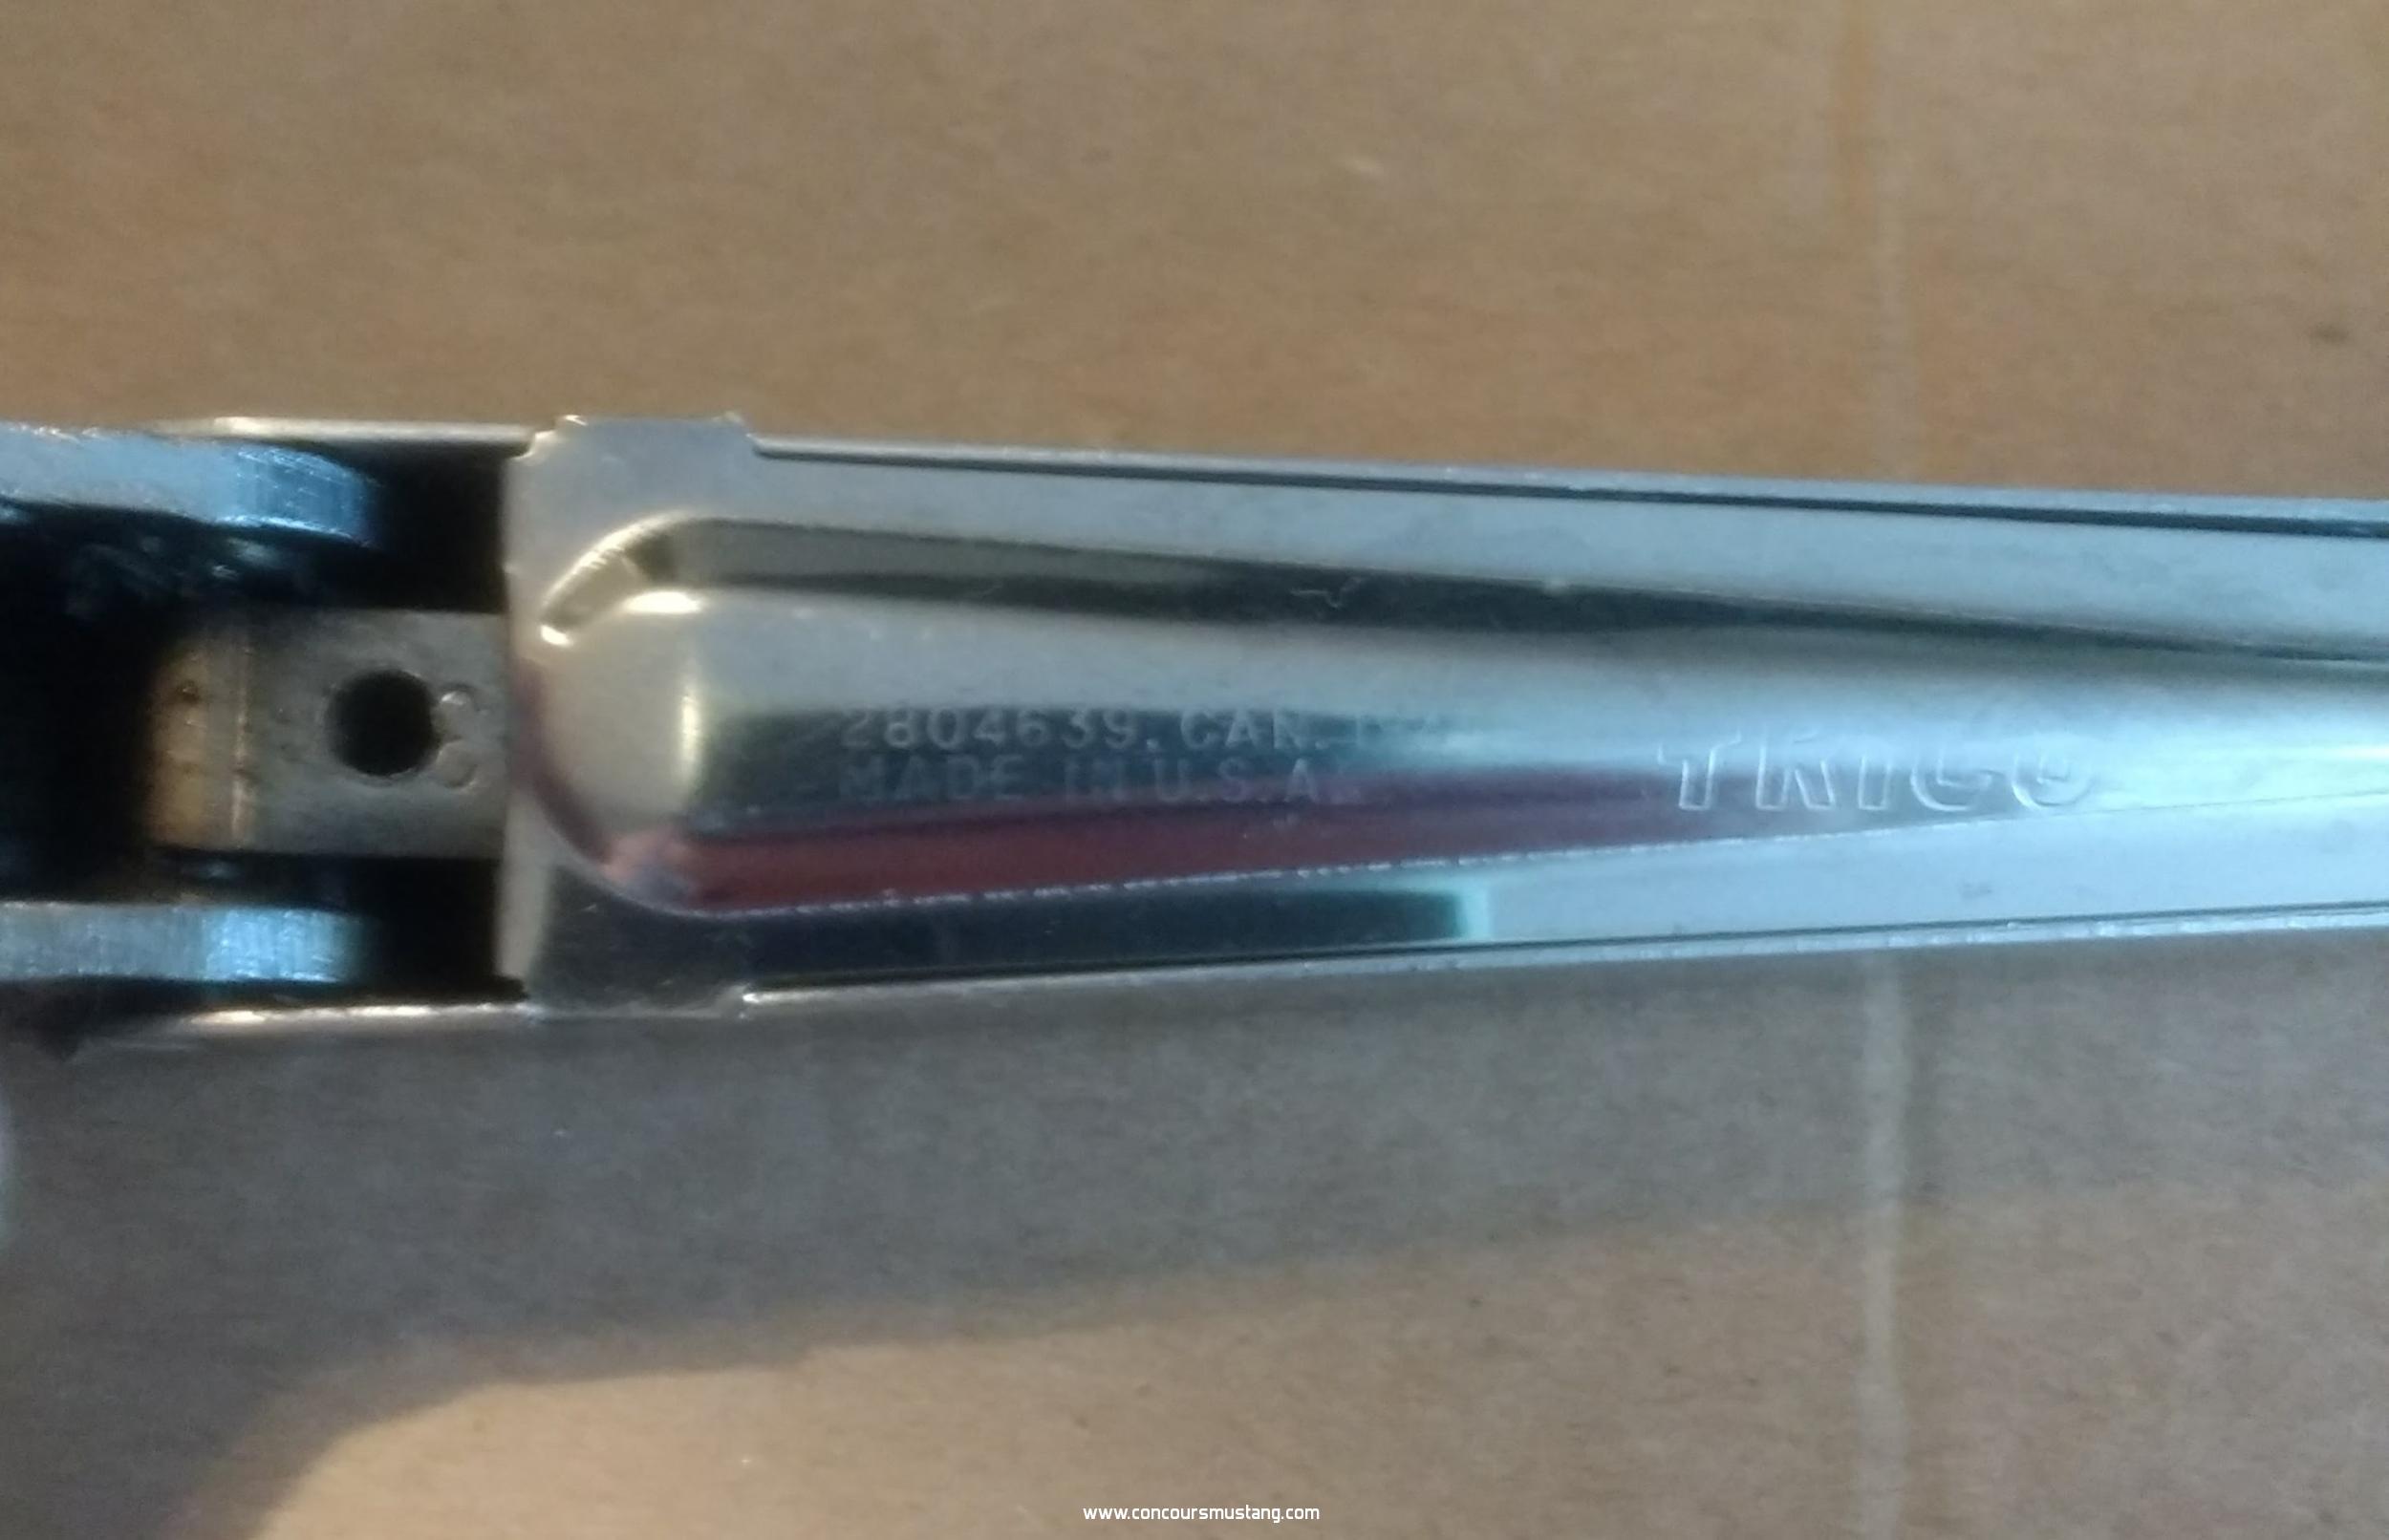 2804639. CAN.
MADE IN U.S.A.
TRICO
www.concoursmustang.com